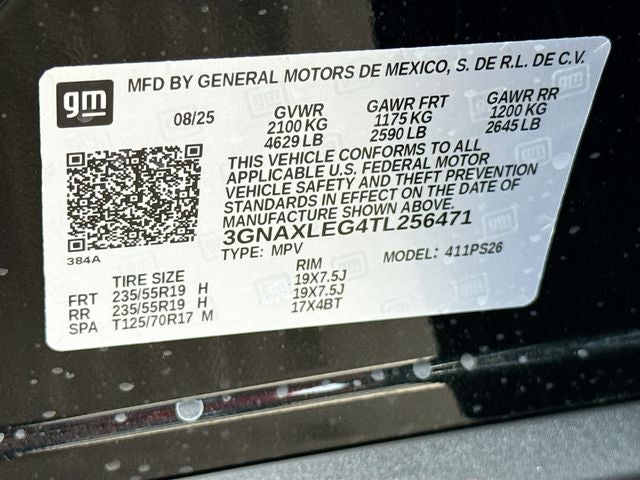 gm
MFD BY GENERAL MOTORS DE MEXICO, S. DE R.L. DE C.V.
08/25
GVWR
2100 KG
4629 LB
GAWR FRT
1175 KG
2590 LB
GAWR RR
1200 KG
2645 LB
THIS VEHICLE CONFORMS TO ALL
APPLICABLE U.S. FEDERAL MOTOR
VEHICLE SAFETY AND THEFT PREVENTION
STANDARDS IN EFFECT ON THE DATE OF
MANUFACTURE SHOWN ABOVE.
3GNAXLEG4TL256471
TYPE: MPV
MODEL: 411PS26
384A
TIRE SIZE RIM
FRT 235/55R19 H 19X7.5J
RR 235/55R19 H 19X7.5J
SPA T125/70R17 M 17X4BT